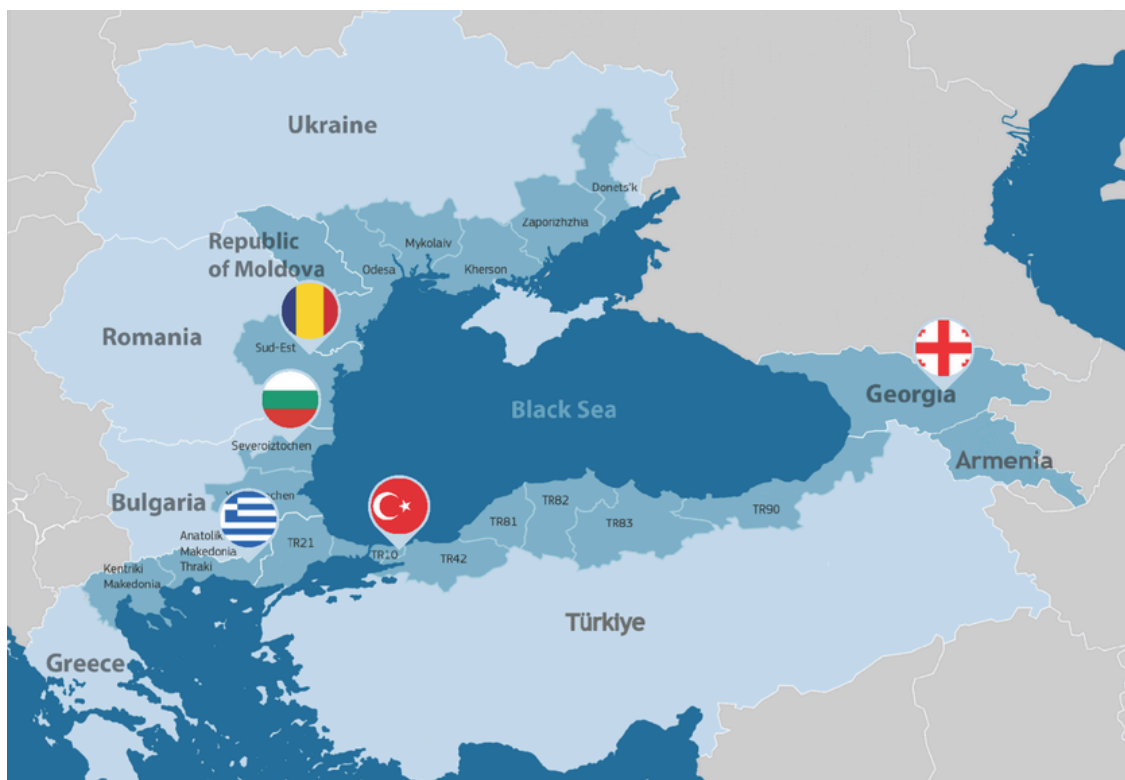 Ukraine
Donets'k
Zaporizhzhia
Republic
of Moldova
Mykolaiv
Odesa
Kherson
Romania
Sud-Est
Georgia
Black Sea
Severoiztochen
Armenia
Bulgaria
TR82
TR90
TR81
TR83
Anatolik
Makedonia
Thraki
TR21
TR10
TR42
Kentriki
Makedonia
Türkiye
Greece